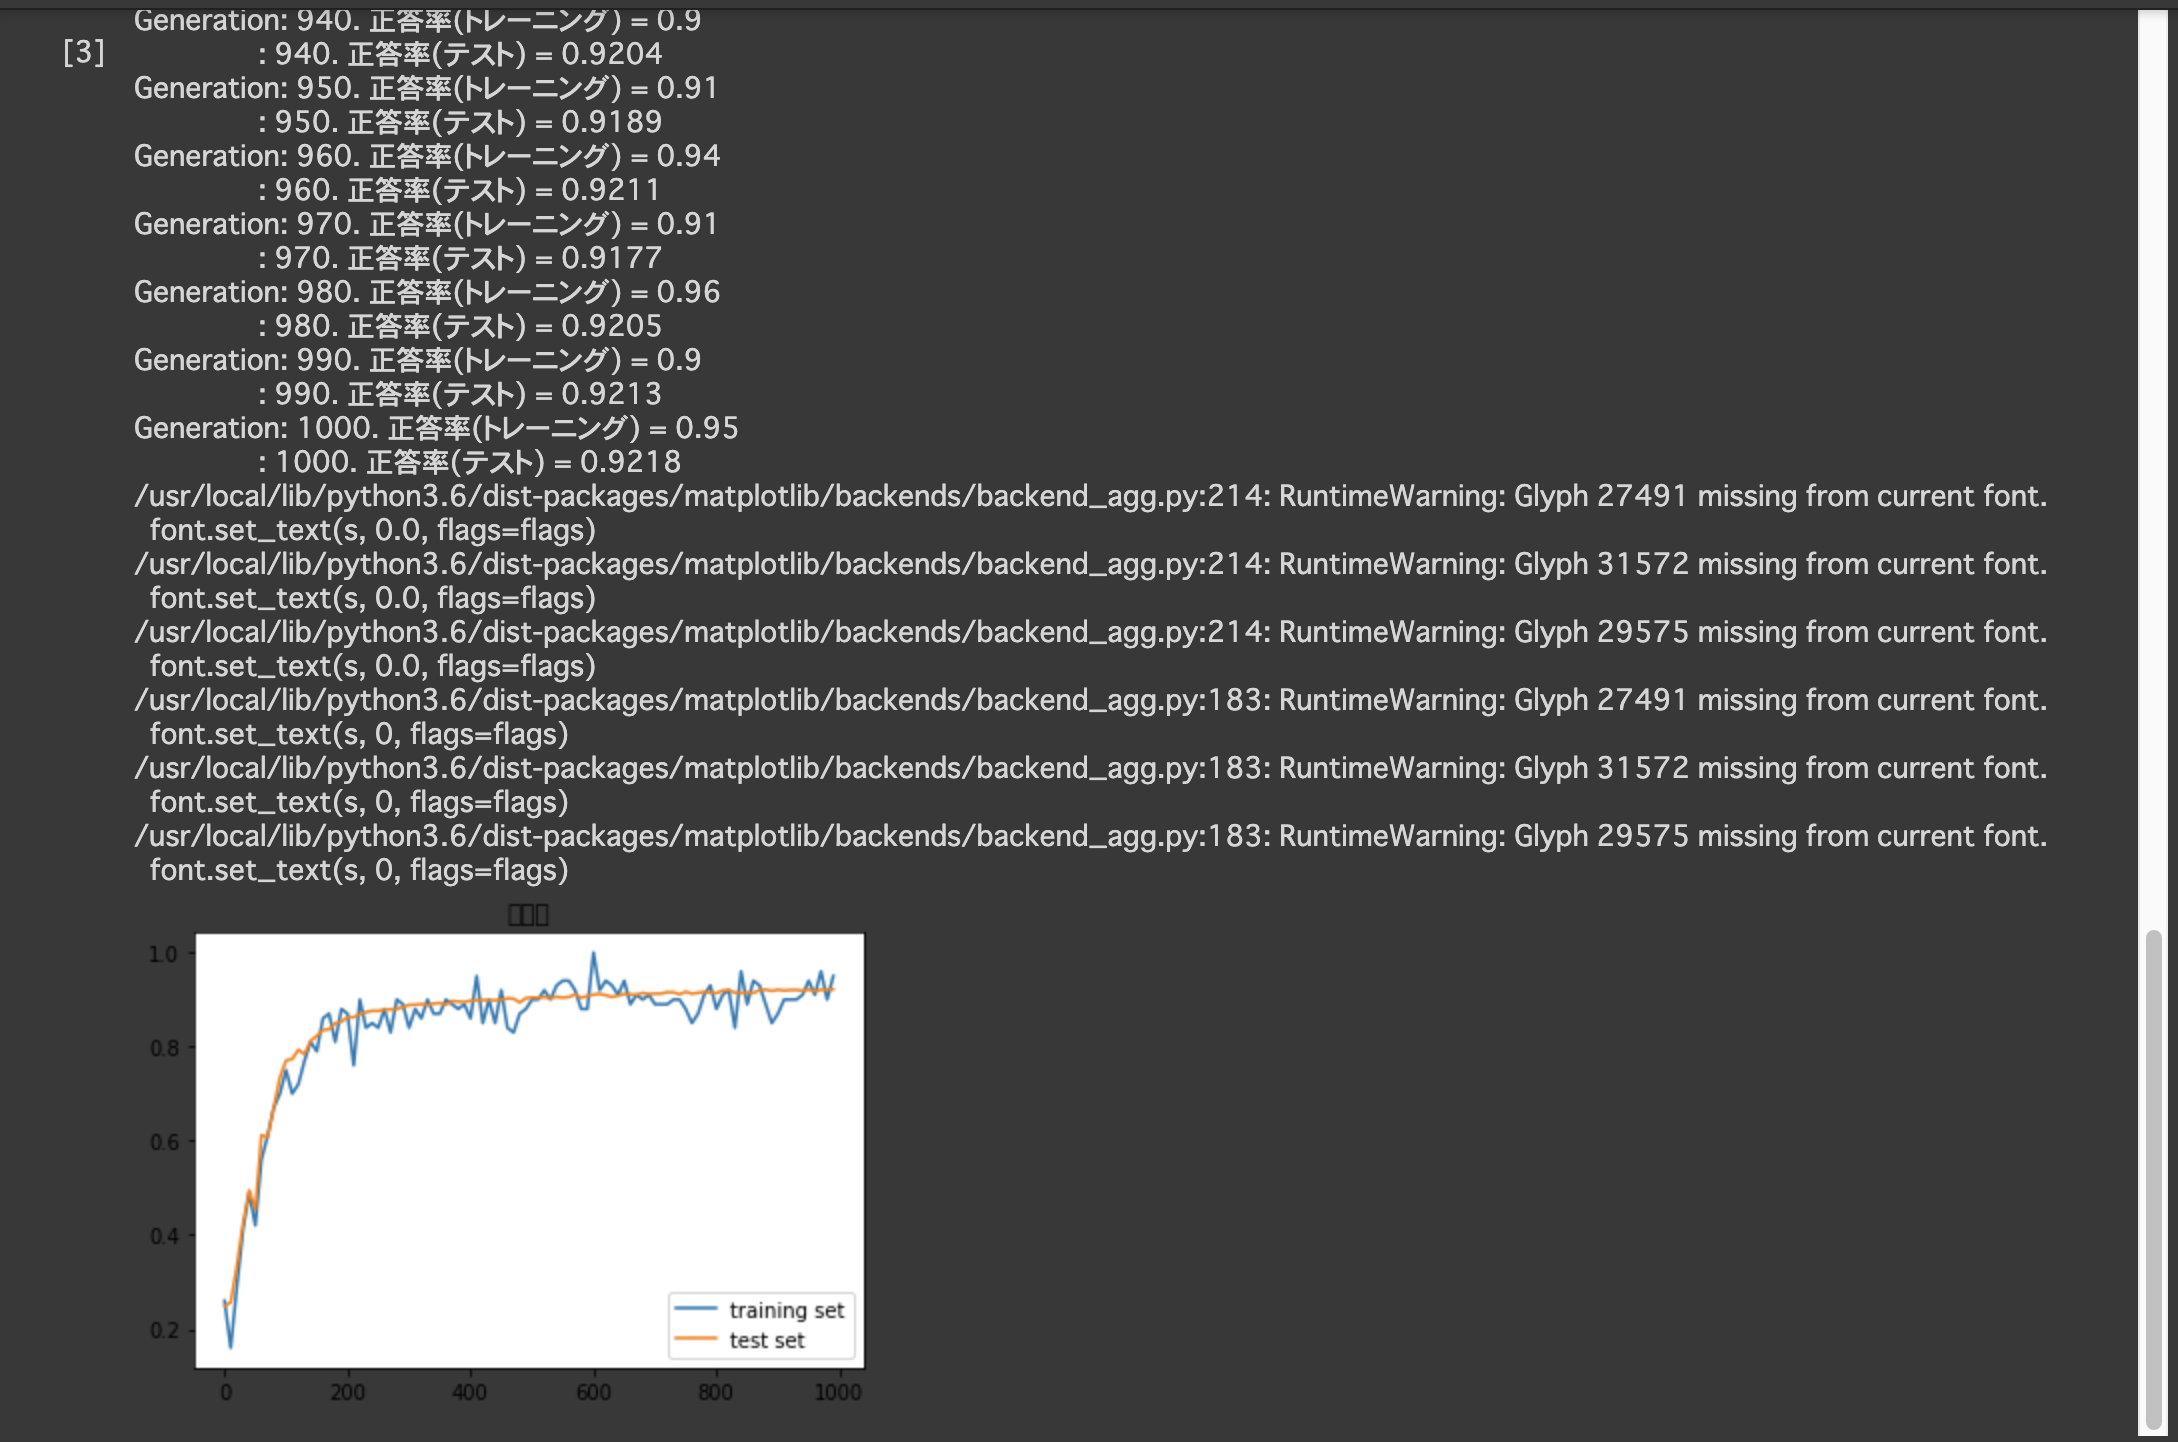 Generation: 940. 正答率(トレーニング) = 0.9
[3]
: 940. 正答率(テスト) = 0.9204
Generation: 950. 正答率(トレーニング) = 0.91
: 950. 正答率(テスト) = 0.9189
Generation: 960. 正答率(トレーニング) = 0.94
: 960. 正答率(テスト) = 0.9211
Generation: 970. 正答率(トレーニング) = 0.91
: 970. 正答率(テスト) = 0.9177
Generation: 980. 正答率(トレーニング) = 0.96
: 980. 正答率(テスト) = 0.9205
Generation: 990. 正答率(トレーニング) = 0.9
: 990. 正答率(テスト) = 0.9213
Generation: 1000. 正答率(トレーニング) = 0.95
: 1000. 正答率(テスト) = 0.9218
/usr/local/lib/python3.6/dist-packages/matplotlib/backends/backend_agg.py:214: RuntimeWarning: Glyph 27491 missing from current font.
font.set_text(s, 0.0, flags=flags)
/usr/local/lib/python3.6/dist-packages/matplotlib/backends/backend_agg.py:214: RuntimeWarning: Glyph 31572 missing from current font.
font.set_text(s, 0.0, flags=flags)
/usr/local/lib/python3.6/dist-packages/matplotlib/backends/backend_agg.py:214: RuntimeWarning: Glyph 29575 missing from current font.
font.set_text(s, 0.0, flags=flags)
/usr/local/lib/python3.6/dist-packages/matplotlib/backends/backend_agg.py:183: RuntimeWarning: Glyph 27491 missing from current font.
font.set_text(s, 0, flags=flags)
/usr/local/lib/python3.6/dist-packages/matplotlib/backends/backend_agg.py:183: RuntimeWarning: Glyph 31572 missing from current font.
font.set_text(s, 0, flags=flags)
/usr/local/lib/python3.6/dist-packages/matplotlib/backends/backend_agg.py:183: RuntimeWarning: Glyph 29575 missing from current font.
font.set_text(s, 0, flags=flags)
1.0
0.8
0.6
0.4
0.2
training set
test set
0 200 400 600 800 1000